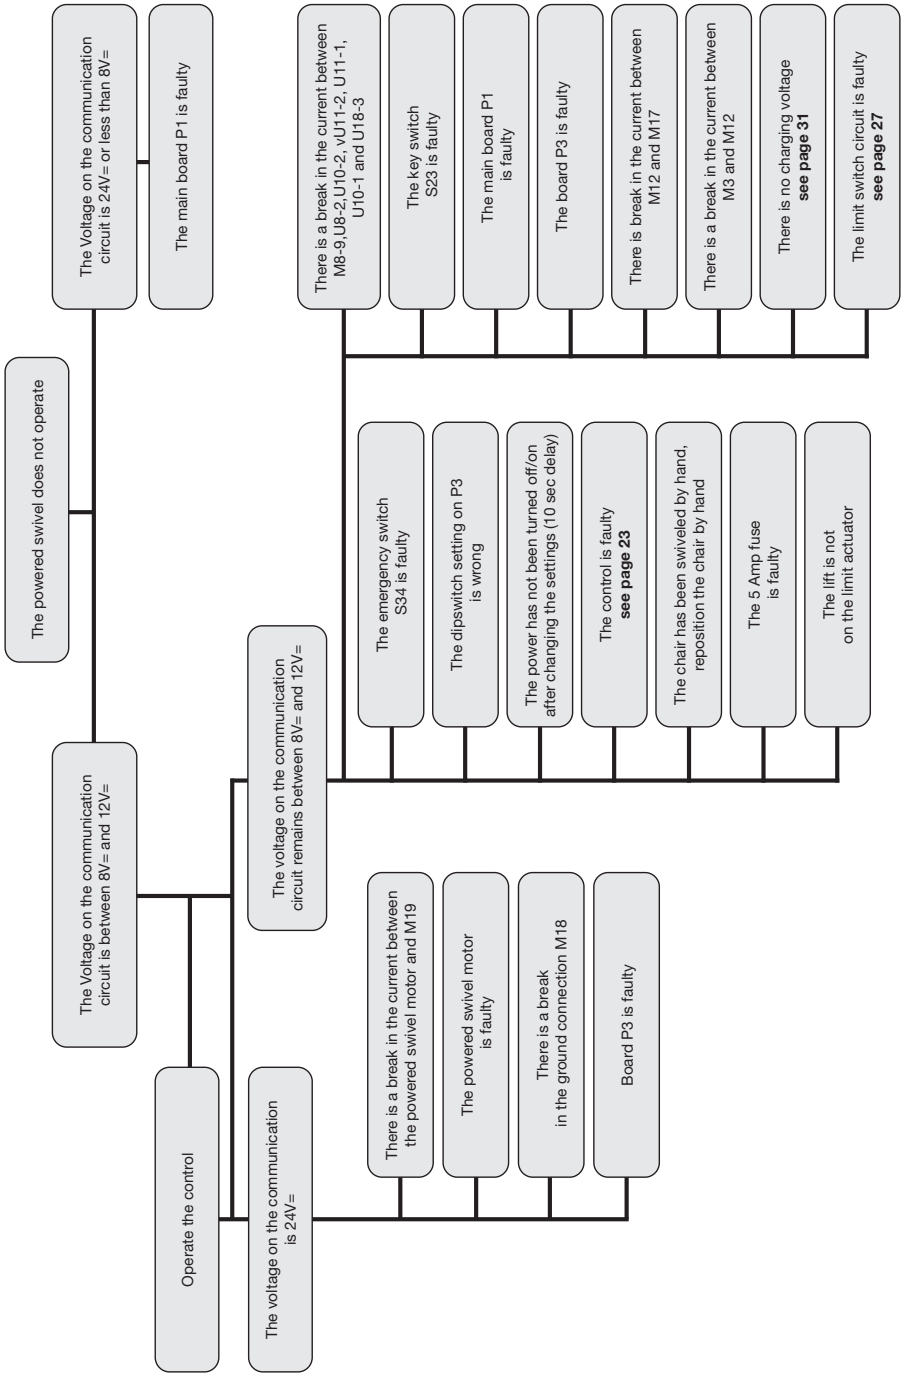 The powered swivel does not operate
The Voltage on the communication
circuit is between 8V= and 12V=
The Voltage on the communication
circuit is 24V= or less than 8V=
The main board P1 is faulty
Operate the control
The voltage on the communication
is 24V=
The voltage on the communication
circuit remains between 8V= and 12V=
There is a break in the current between
the powered swivel motor and M19
The powered swivel motor
is faulty
There is a break
in the ground connection M18
Board P3 is faulty
The emergency switch
S34 is faulty
The dipswitch setting on P3
is wrong
The power has not been turned off/on
after changing the settings (10 sec delay)
The control is faulty
see page 23
The chair has been swiveled by hand,
reposition the chair by hand
The 5 Amp fuse
is faulty
The lift is not
on the limit actuator
There is a break in the current between
M8-9,U8-2,U10-2, vU11-2, U11-1,
U10-1 and U18-3
The key switch
S23 is faulty
The main board P1
is faulty
The board P3 is faulty
There is break in the current between
M12 and M17
There is a break in the current between
M3 and M12
There is no charging voltage
see page 31
The limit switch circuit is faulty
see page 27